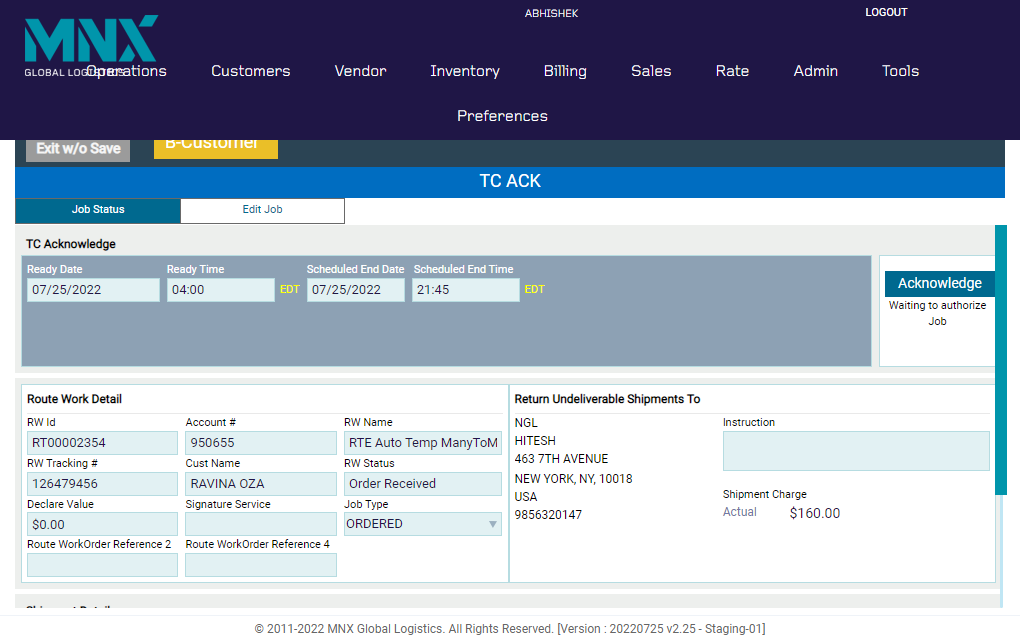 ABHISHEK
LOGOUT
MNX
GLOBAL LOGISTICS
Operations Customers Vendor Inventory Billing Sales Rate Admin Tools
Preferences
Exit w/o Save
B-Customer
TC ACK
Job Status Edit Job
TC Acknowledge
Ready Date Ready Time Scheduled End Date Scheduled End Time
07/25/2022 04:00 EDT 07/25/2022 21:45 EDT
Acknowledge
Waiting to authorize
Job
Route Work Detail
RW Id Account # RW Name
RT00002354 950655 RTE Auto Temp ManyToM
RW Tracking # Cust Name RW Status
126479456 RAVINA OZA Order Received
Declare Value Signature Service Job Type
$0.00 ORDERED
Route WorkOrder Reference 2 Route WorkOrder Reference 4
Return Undeliverable Shipments To
NGL
HITESH
463 7TH AVENUE
NEW YORK, NY, 10018
USA
9856320147
Instruction
Shipment Charge
Actual $160.00
Shipment Detail
© 2011-2022 MNX Global Logistics. All Rights Reserved. [Version : 20220725 v2.25 - Staging-01]